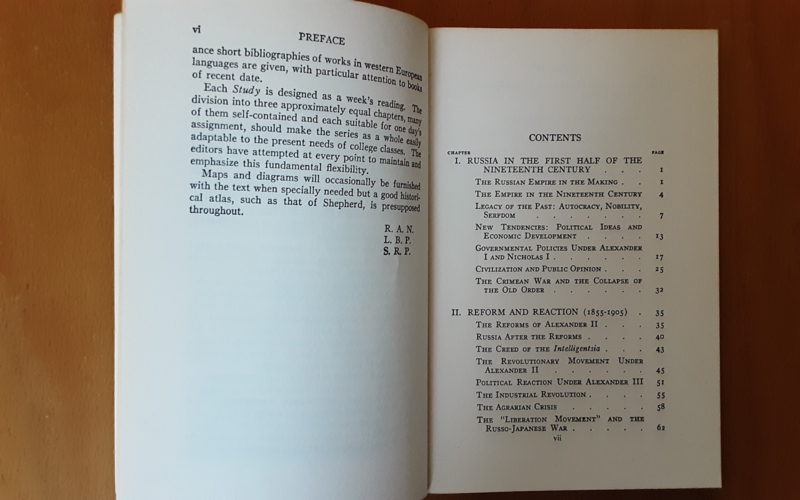 vi
PREFACE
ance short bibliographies of works in western European
languages are given, with particular attention to books
of recent date.
Each Study is designed as a week's reading. The
division into three approximately equal chapters, many
of them self-contained and each suitable for one day's
assignment, should make the series as a whole easily
adaptable to the present needs of college classes. The
editors have attempted at every point to maintain and
emphasize this fundamental flexibility.
Maps and diagrams will occasionally be furnished
with the text when specially needed but a good histori-
cal atlas, such as that of Shepherd, is presupposed
throughout.
R. A. N.
L. B. P.
S. R. P.
CONTENTS
CHAPTER PAGE
I. RUSSIA IN THE FIRST HALF OF THE
NINETEENTH CENTURY . . . 1
The Russian Empire in the Making . . 1
The Empire in the Nineteenth Century 4
Legacy of the Past: Autocracy, Nobility,
Serfdom . . . . . . 7
New Tendencies: Political Ideas and
Economic Development . . . . 13
Governmental Policies Under Alexander
I and Nicholas I . . . . . 17
Civilization and Public Opinion . . . 25
The Crimean War and the Collapse of
the Old Order . . . . . 32
II. REFORM AND REACTION (1855-1905) . 35
The Reforms of Alexander II . . . 35
Russia After the Reforms . . . . 40
The Creed of the Intelligentsia . . . 43
The Revolutionary Movement Under
Alexander II . . . . . 45
Political Reaction Under Alexander III 51
The Industrial Revolution . . . . 55
The Agrarian Crisis . . . . . 58
The "Liberation Movement" and the
Russo-Japanese War . . . . . 62
vii